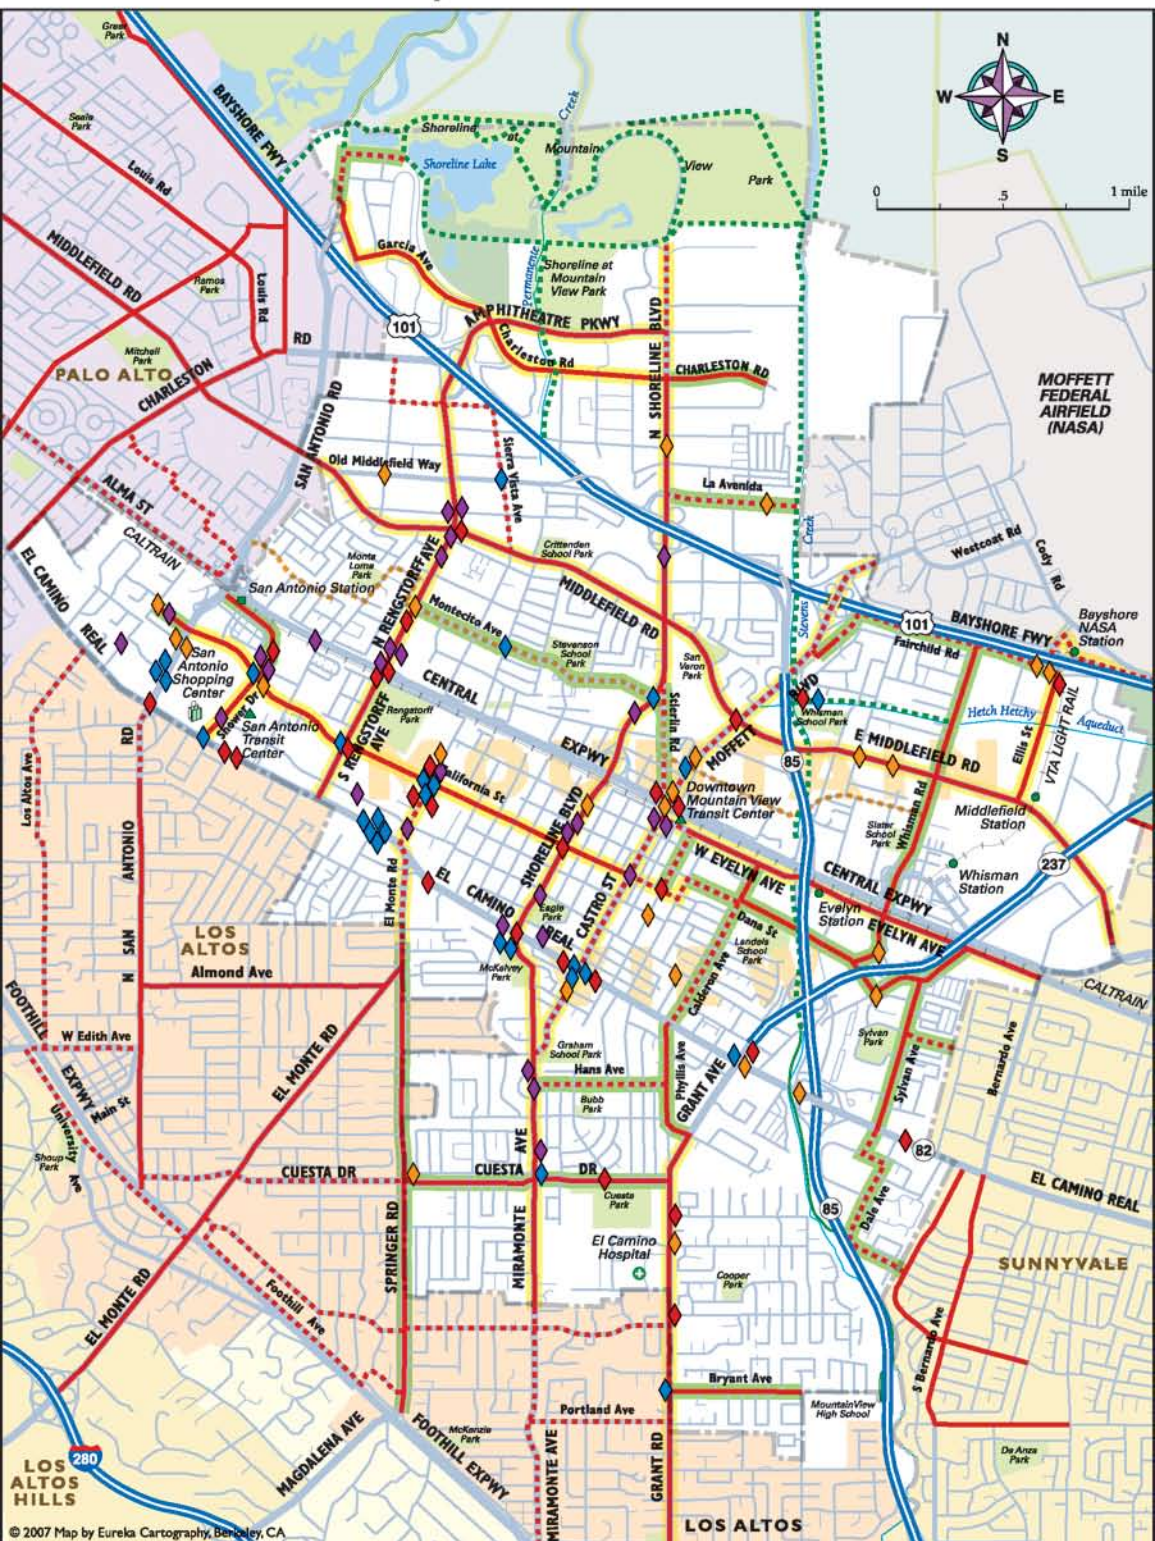 Greer
Park
BAYSHORE FWY
Seale
Park
Louis Rd
MIDDLEFIELD RD
Ramos
Park
Louis Rd
Mitchell
Park
PALO ALTO
CHARLESTON
RD
SAN ANTONIO RD
101
Shoreline at Mountain View Park
Shoreline Lake
Creek
Permanente
Garcia Ave
Shoreline at
Mountain
View Park
AMPHITHEATRE PKWY
Charleston Rd
CHARLESTON RD
N SHORELINE BLVD
N
W E
S
0 .5 1 mile
MOFFETT
FEDERAL
AIRFIELD
(NASA)
Old Middlefield Way
Sierra Vista Ave
La Avenida
Stevens
Creek
Westcoat Rd
Cody Rd
101
BAYSHORE FWY
Fairchild Rd
Bayshore
NASA
Station
ALMA ST
CALTRAIN
San Antonio Station
EL CAMINO
REAL
Monta
Loma
Park
Crittenden
School Park
MIDDLEFIELD RD
N RENGSTORFF AVE
Montecito Ave
Stevenson
School
Park
San
Veron
Park
San
Antonio
Shopping
Center
Shower Dr
San Antonio
Transit
Center
CENTRAL
EXPWY
Rengstorff
Park
S RENGSTORFF
AVE
California St
Stierlin Rd
MOFFETT
BLVD
Whisman
School Park
Hetch Hetchy
Aqueduct
85
E MIDDLEFIELD RD
Ellis St
VTA LIGHT RAIL
MOUNTAIN
VIEW
Downtown
Mountain View
Transit Center
Slater
School
Park
Whisman Rd
Middlefield
Station
Whisman
Station
237
Los Altos Ave
N SAN ANTONIO RD
El Monte Rd
SHORELINE BLVD
CASTRO ST
EL CAMINO
REAL
Eagle
Park
W EVELYN AVE
CENTRAL EXPWY
Evelyn
Station
EVELYN AVE
Dana St
Landels
School
Park
Calderon Ave
McKelvey
Park
CALTRAIN
LOS
ALTOS
Almond Ave
FOOTHILL
EXPWY
W Edith Ave
Main St
University
Ave
Shoup
Park
EL MONTE RD
Graham
School Park
Hans Ave
Bubb
Park
Phyllis Ave
GRANT AVE
Sylvan
Park
Sylvan Ave
Bernardo Ave
82
EL CAMINO REAL
CUESTA DR
CUESTA DR
Cuesta
Park
MIRAMONTE AVE
SPRINGER RD
El Camino
Hospital
Cooper
Park
85
Dale Ave
SUNNYVALE
S Bernardo Ave
EL MONTE RD
Foothill Ave
Bryant Ave
Mountain View
High School
Portland Ave
McKenzie
Park
FOOTHILL EXPWY
MAGDALENA AVE
MIRAMONTE AVE
GRANT RD
De Anza
Park
280
LOS
ALTOS
HILLS
LOS ALTOS
© 2007 Map by Eureka Cartography, Berkeley, CA